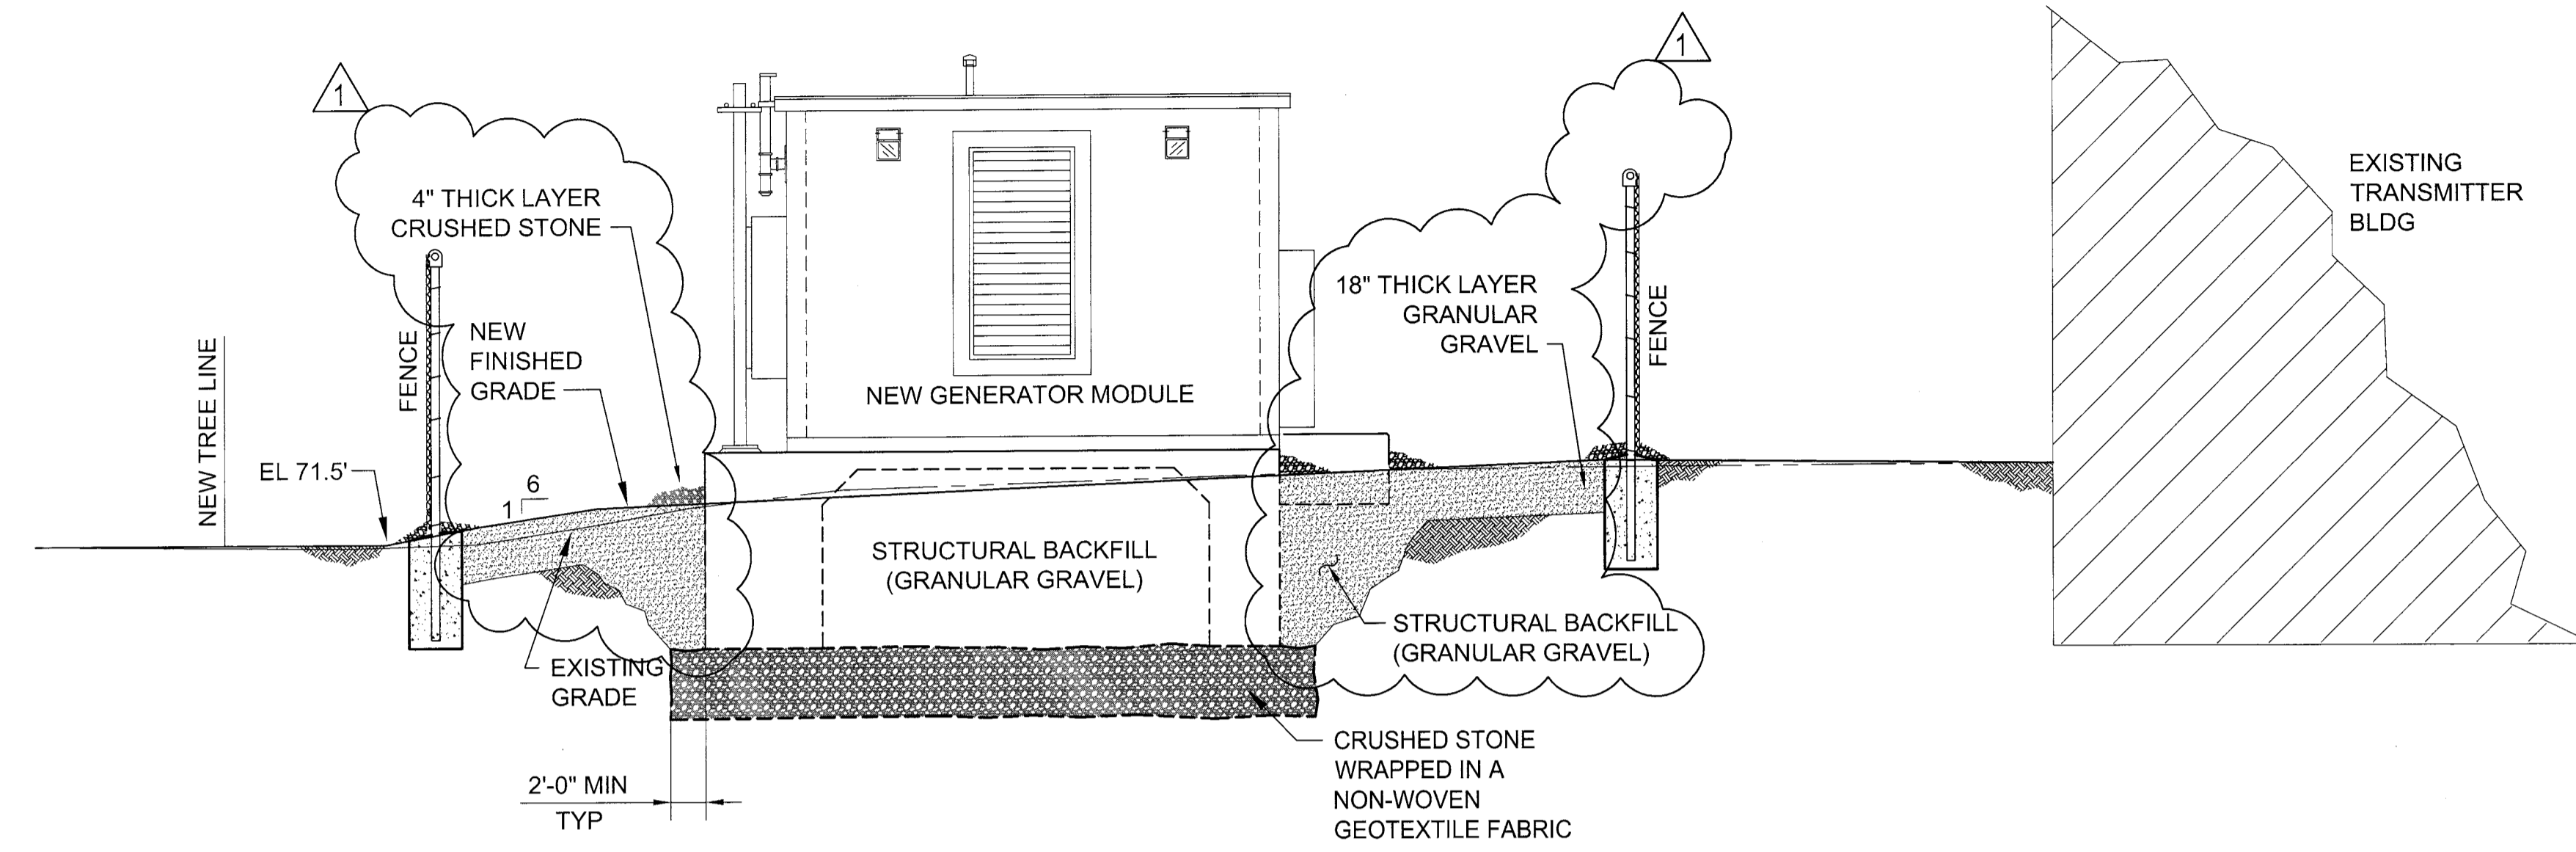 1
1
4" THICK LAYER
CRUSHED STONE
EXISTING
TRANSMITTER
BLDG
18" THICK LAYER
GRANULAR
GRAVEL
FENCE
NEW
FINISHED
GRADE
FENCE
NEW TREE LINE
NEW GENERATOR MODULE
EL 71.5'
6
1
STRUCTURAL BACKFILL
(GRANULAR GRAVEL)
STRUCTURAL BACKFILL
(GRANULAR GRAVEL)
EXISTING
GRADE
CRUSHED STONE
WRAPPED IN A
NON-WOVEN
GEOTEXTILE FABRIC
2'-0" MIN
TYP